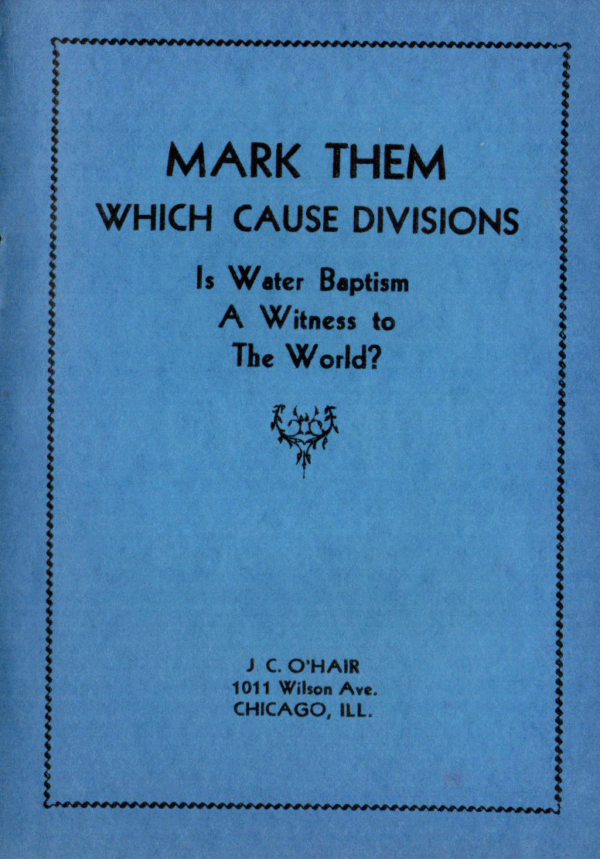 MARK THEM
WHICH CAUSE DIVISIONS
Is Water Baptism
A Witness to
The World?
J C. O'HAIR
1011 Wilson Ave.
CHICAGO, ILL.